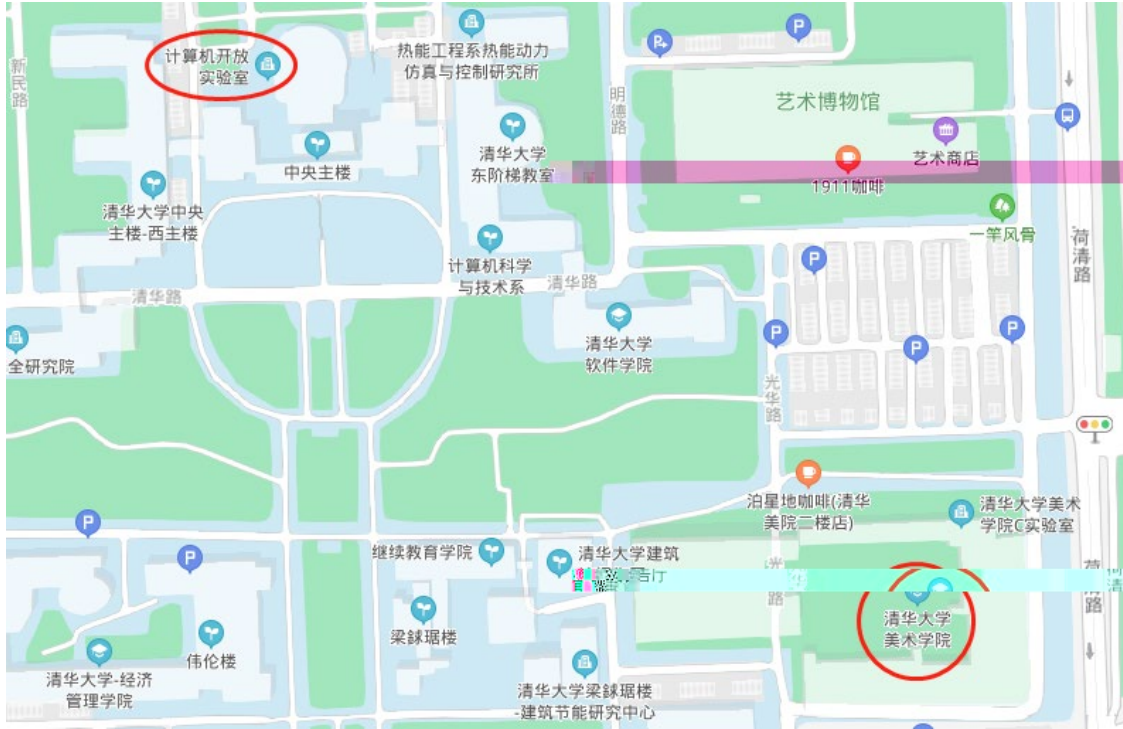 计算机开放
实验室
热能工程系热能动力
仿真与控制研究所
新民路
明德路
艺术博物馆
艺术商店
中央主楼
清华大学
东阶梯教室
1911咖啡
清华大学中央
主楼-西主楼
一竿风骨
荷清路
计算机科学
与技术系
清华路
清华路
清华大学
软件学院
全研究院
光华路
泊星地咖啡(清华
美院二楼店)
清华大学美术
学院C实验室
继续教育学院
清华大学建筑
光
路
路
清华大学
美术学院
梁銶琚楼
伟伦楼
清华大学-经济
管理学院
清华大学梁銶琚楼
-建筑节能研究中心
P
P
P
P
P
P
P
P
P